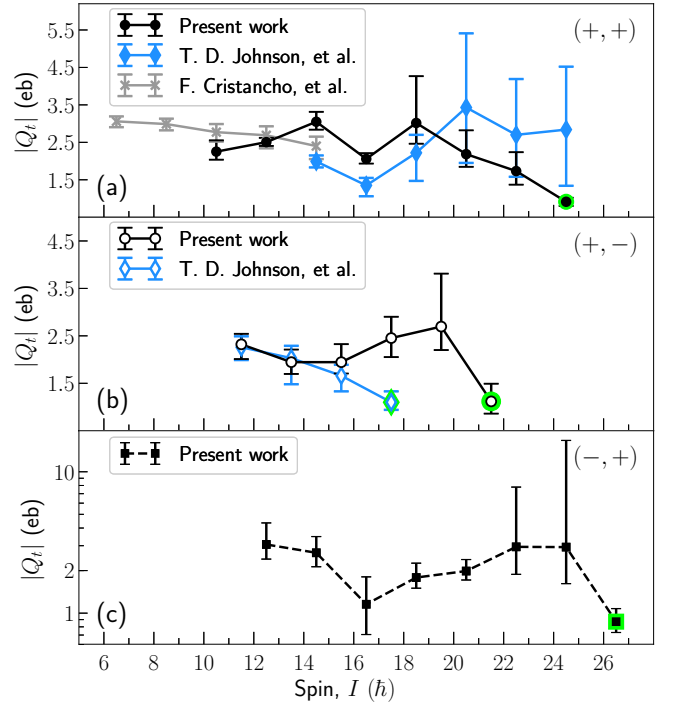 Present work
T. D. Johnson, et al.
F. Cristancho, et al.
(+, +)
5.5
4.5
3.5
2.5
1.5
|Q_t| (eb)
(a)
Present work
T. D. Johnson, et al.
(+, −)
4.5
3.5
2.5
1.5
|Q_t| (eb)
(b)
Present work
(−, +)
10
2
1
|Q_t| (eb)
(c)
6 8 10 12 14 16 18 20 22 24 26
Spin, I (ℏ)